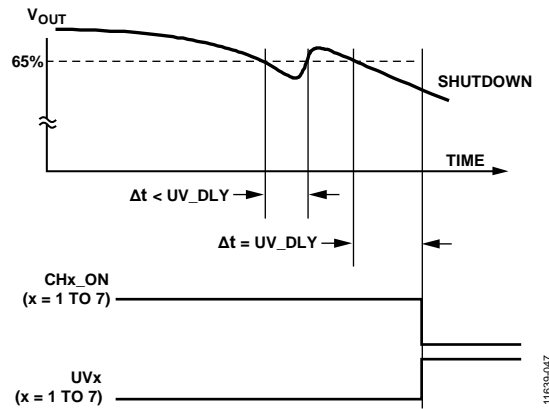 VOUT
65%
SHUTDOWN
TIME
Δt < UV_DLY
Δt = UV_DLY
CHx_ON
(x = 1 TO 7)
UVx
(x = 1 TO 7)
11639-047